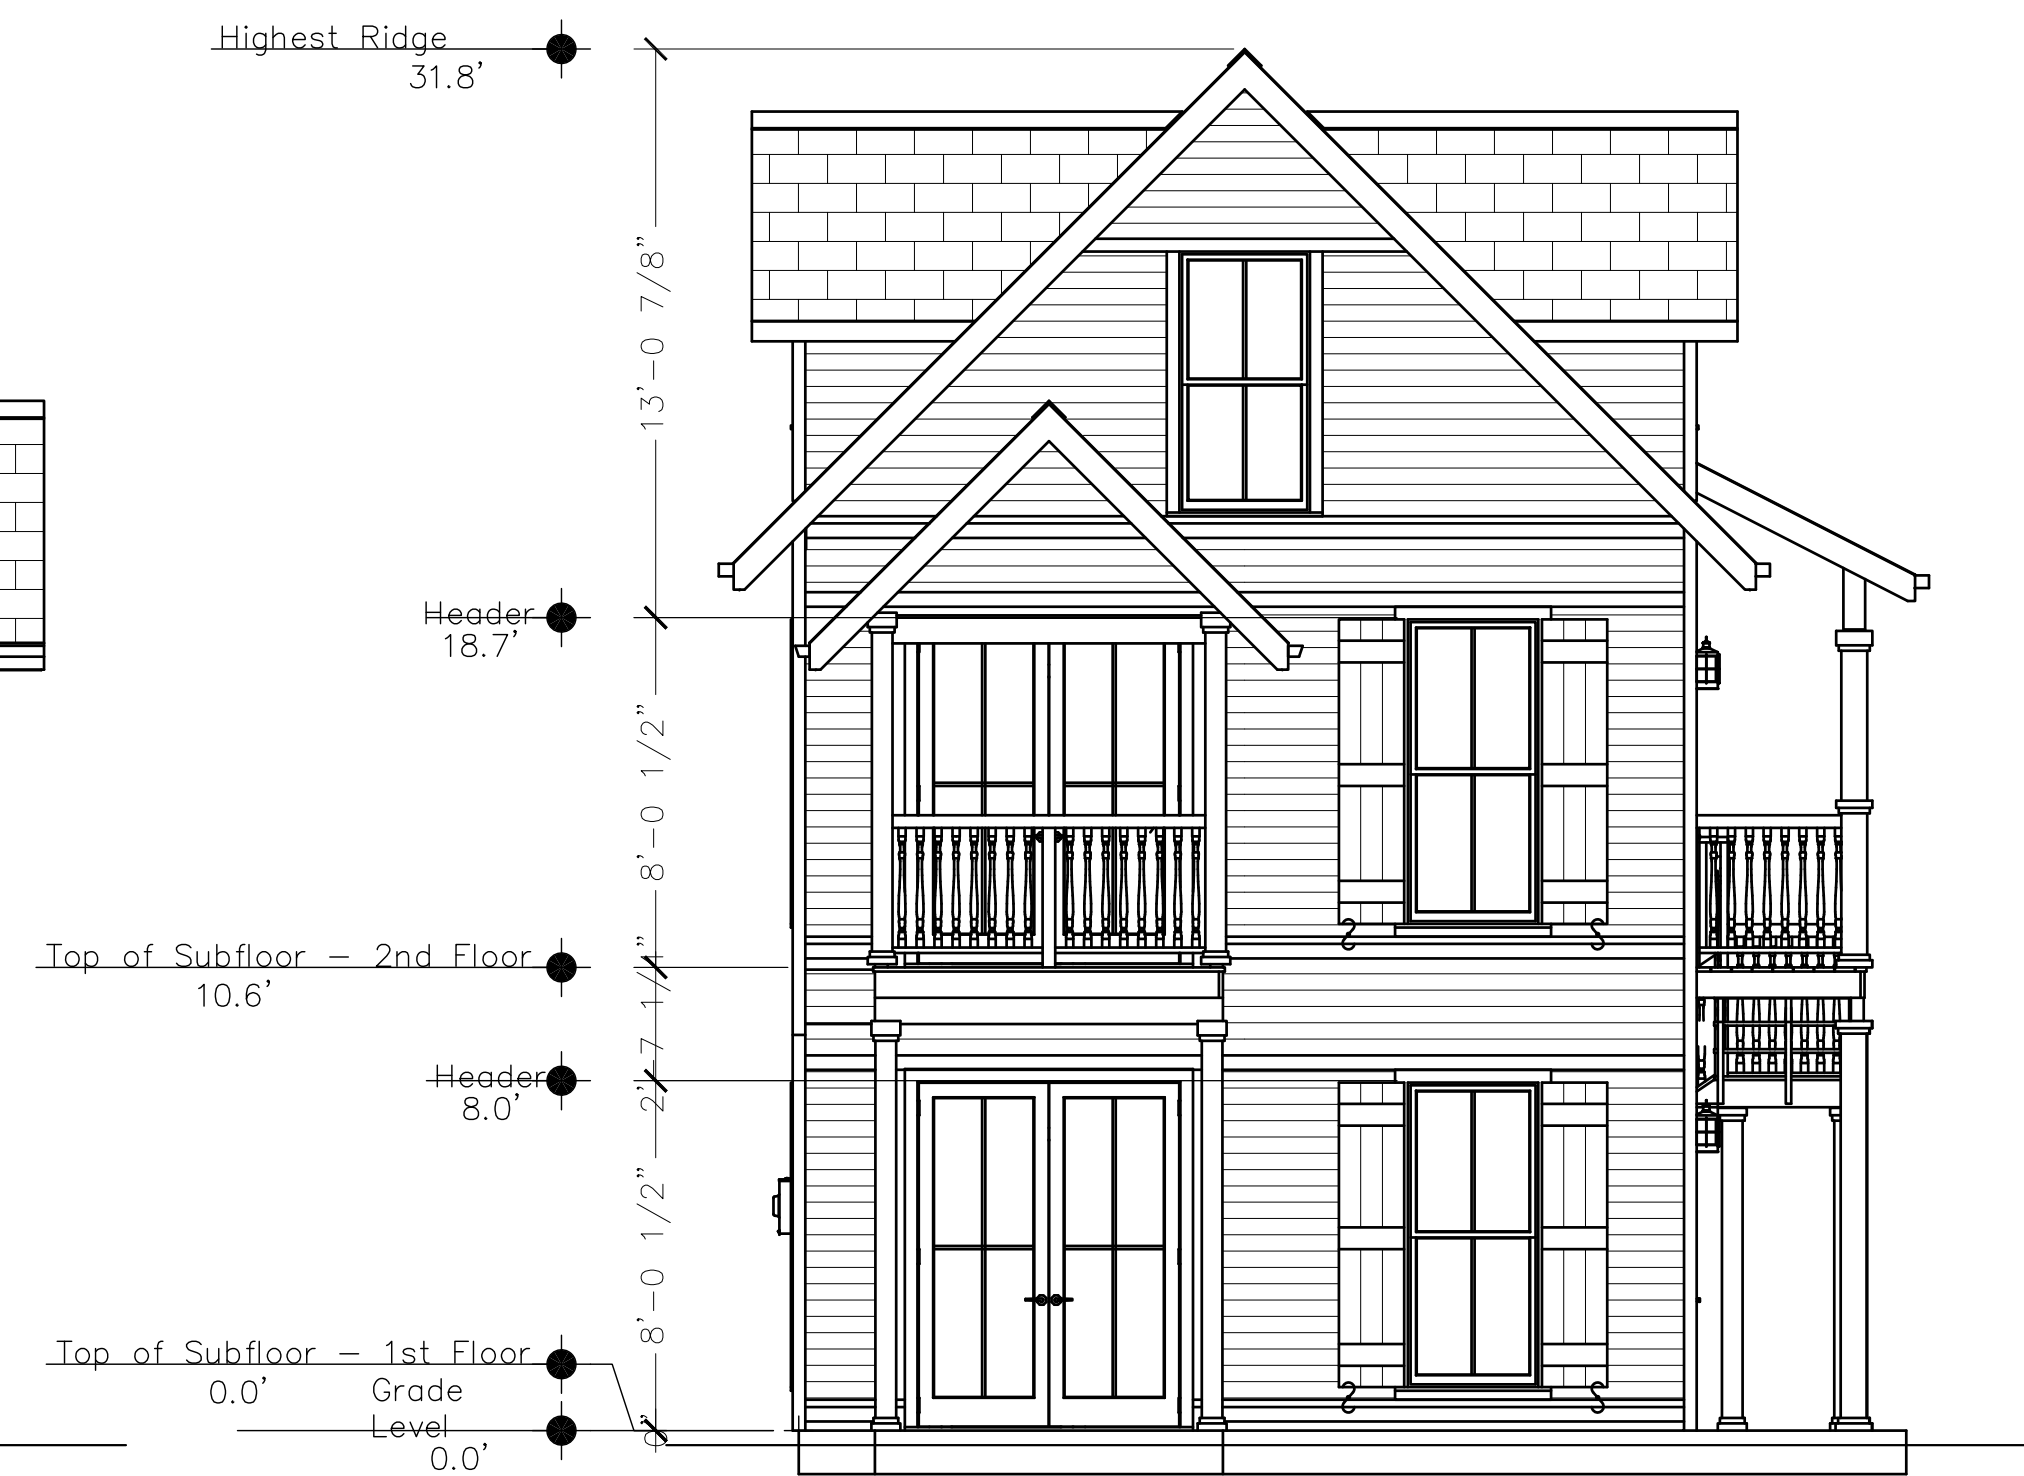 Highest Ridge
31.8'
13'-0 7/8"
Header
18.7'
8'-0 1/2"
Top of Subfloor - 2nd Floor
10.6'
2'-7 1/4"
Header
8.0'
8'-0 1/2"
Top of Subfloor - 1st Floor
0.0'
Grade
Level
0.0'
0"